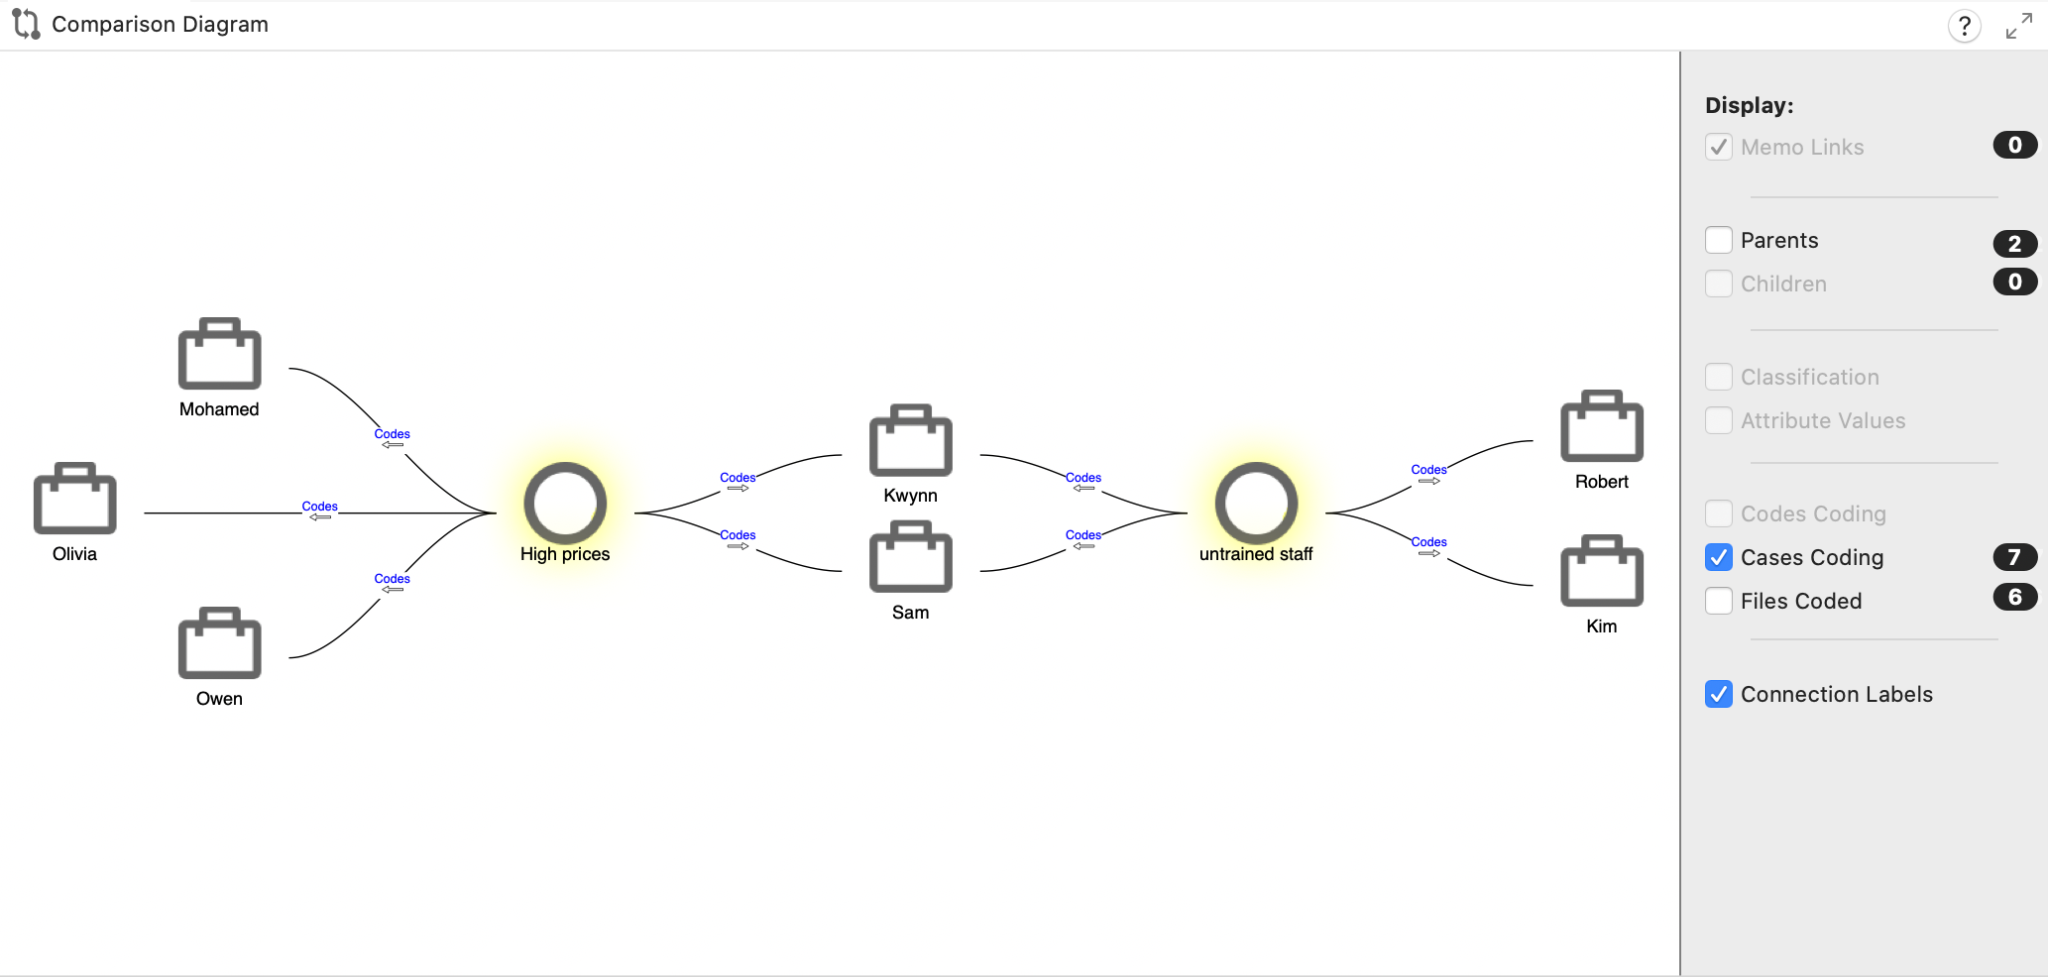 Comparison Diagram
?
Display:
Memo Links 0
Parents 2
Children 0
Classification
Attribute Values
Codes Coding
Cases Coding 7
Files Coded 6
Connection Labels
Mohamed
Codes
Olivia
Codes
Owen
Codes
High prices
Codes
Codes
Kwynn
Sam
Codes
Codes
untrained staff
Codes
Codes
Robert
Kim